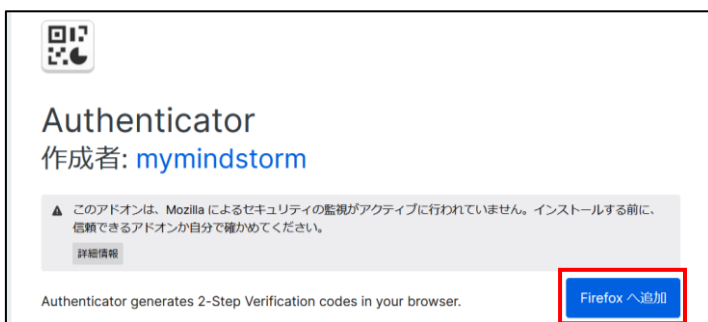 Authenticator
作成者: mymindstorm
このアドオンは、Mozilla によるセキュリティの監視がアクティブに行われていません。インストールする前に、
信頼できるアドオンか自分で確かめてください。
詳細情報
Authenticator generates 2-Step Verification codes in your browser.
Firefox へ追加